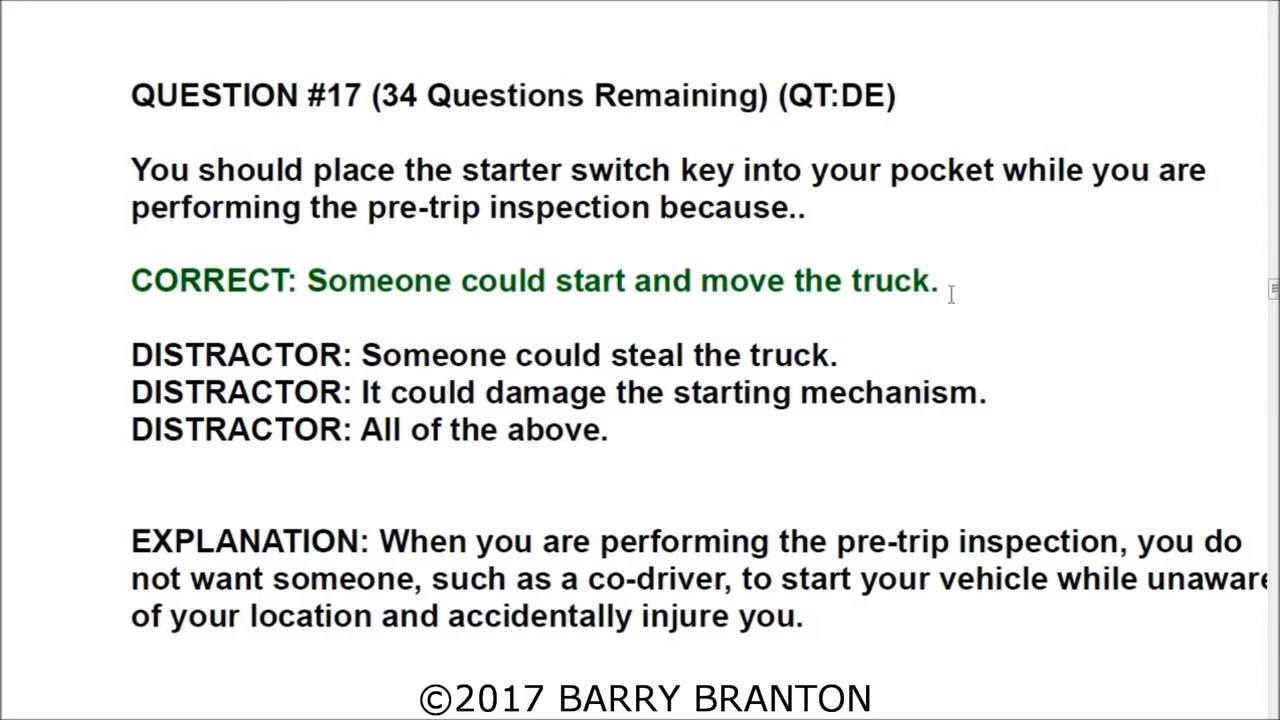 QUESTION #17 (34 Questions Remaining) (QT:DE)
You should place the starter switch key into your pocket while you are
performing the pre-trip inspection because..
CORRECT: Someone could start and move the truck.
DISTRACTOR: Someone could steal the truck.
DISTRACTOR: It could damage the starting mechanism.
DISTRACTOR: All of the above.
EXPLANATION: When you are performing the pre-trip inspection, you do
not want someone, such as a co-driver, to start your vehicle while unaware
of your location and accidentally injure you.
©2017 BARRY BRANTON